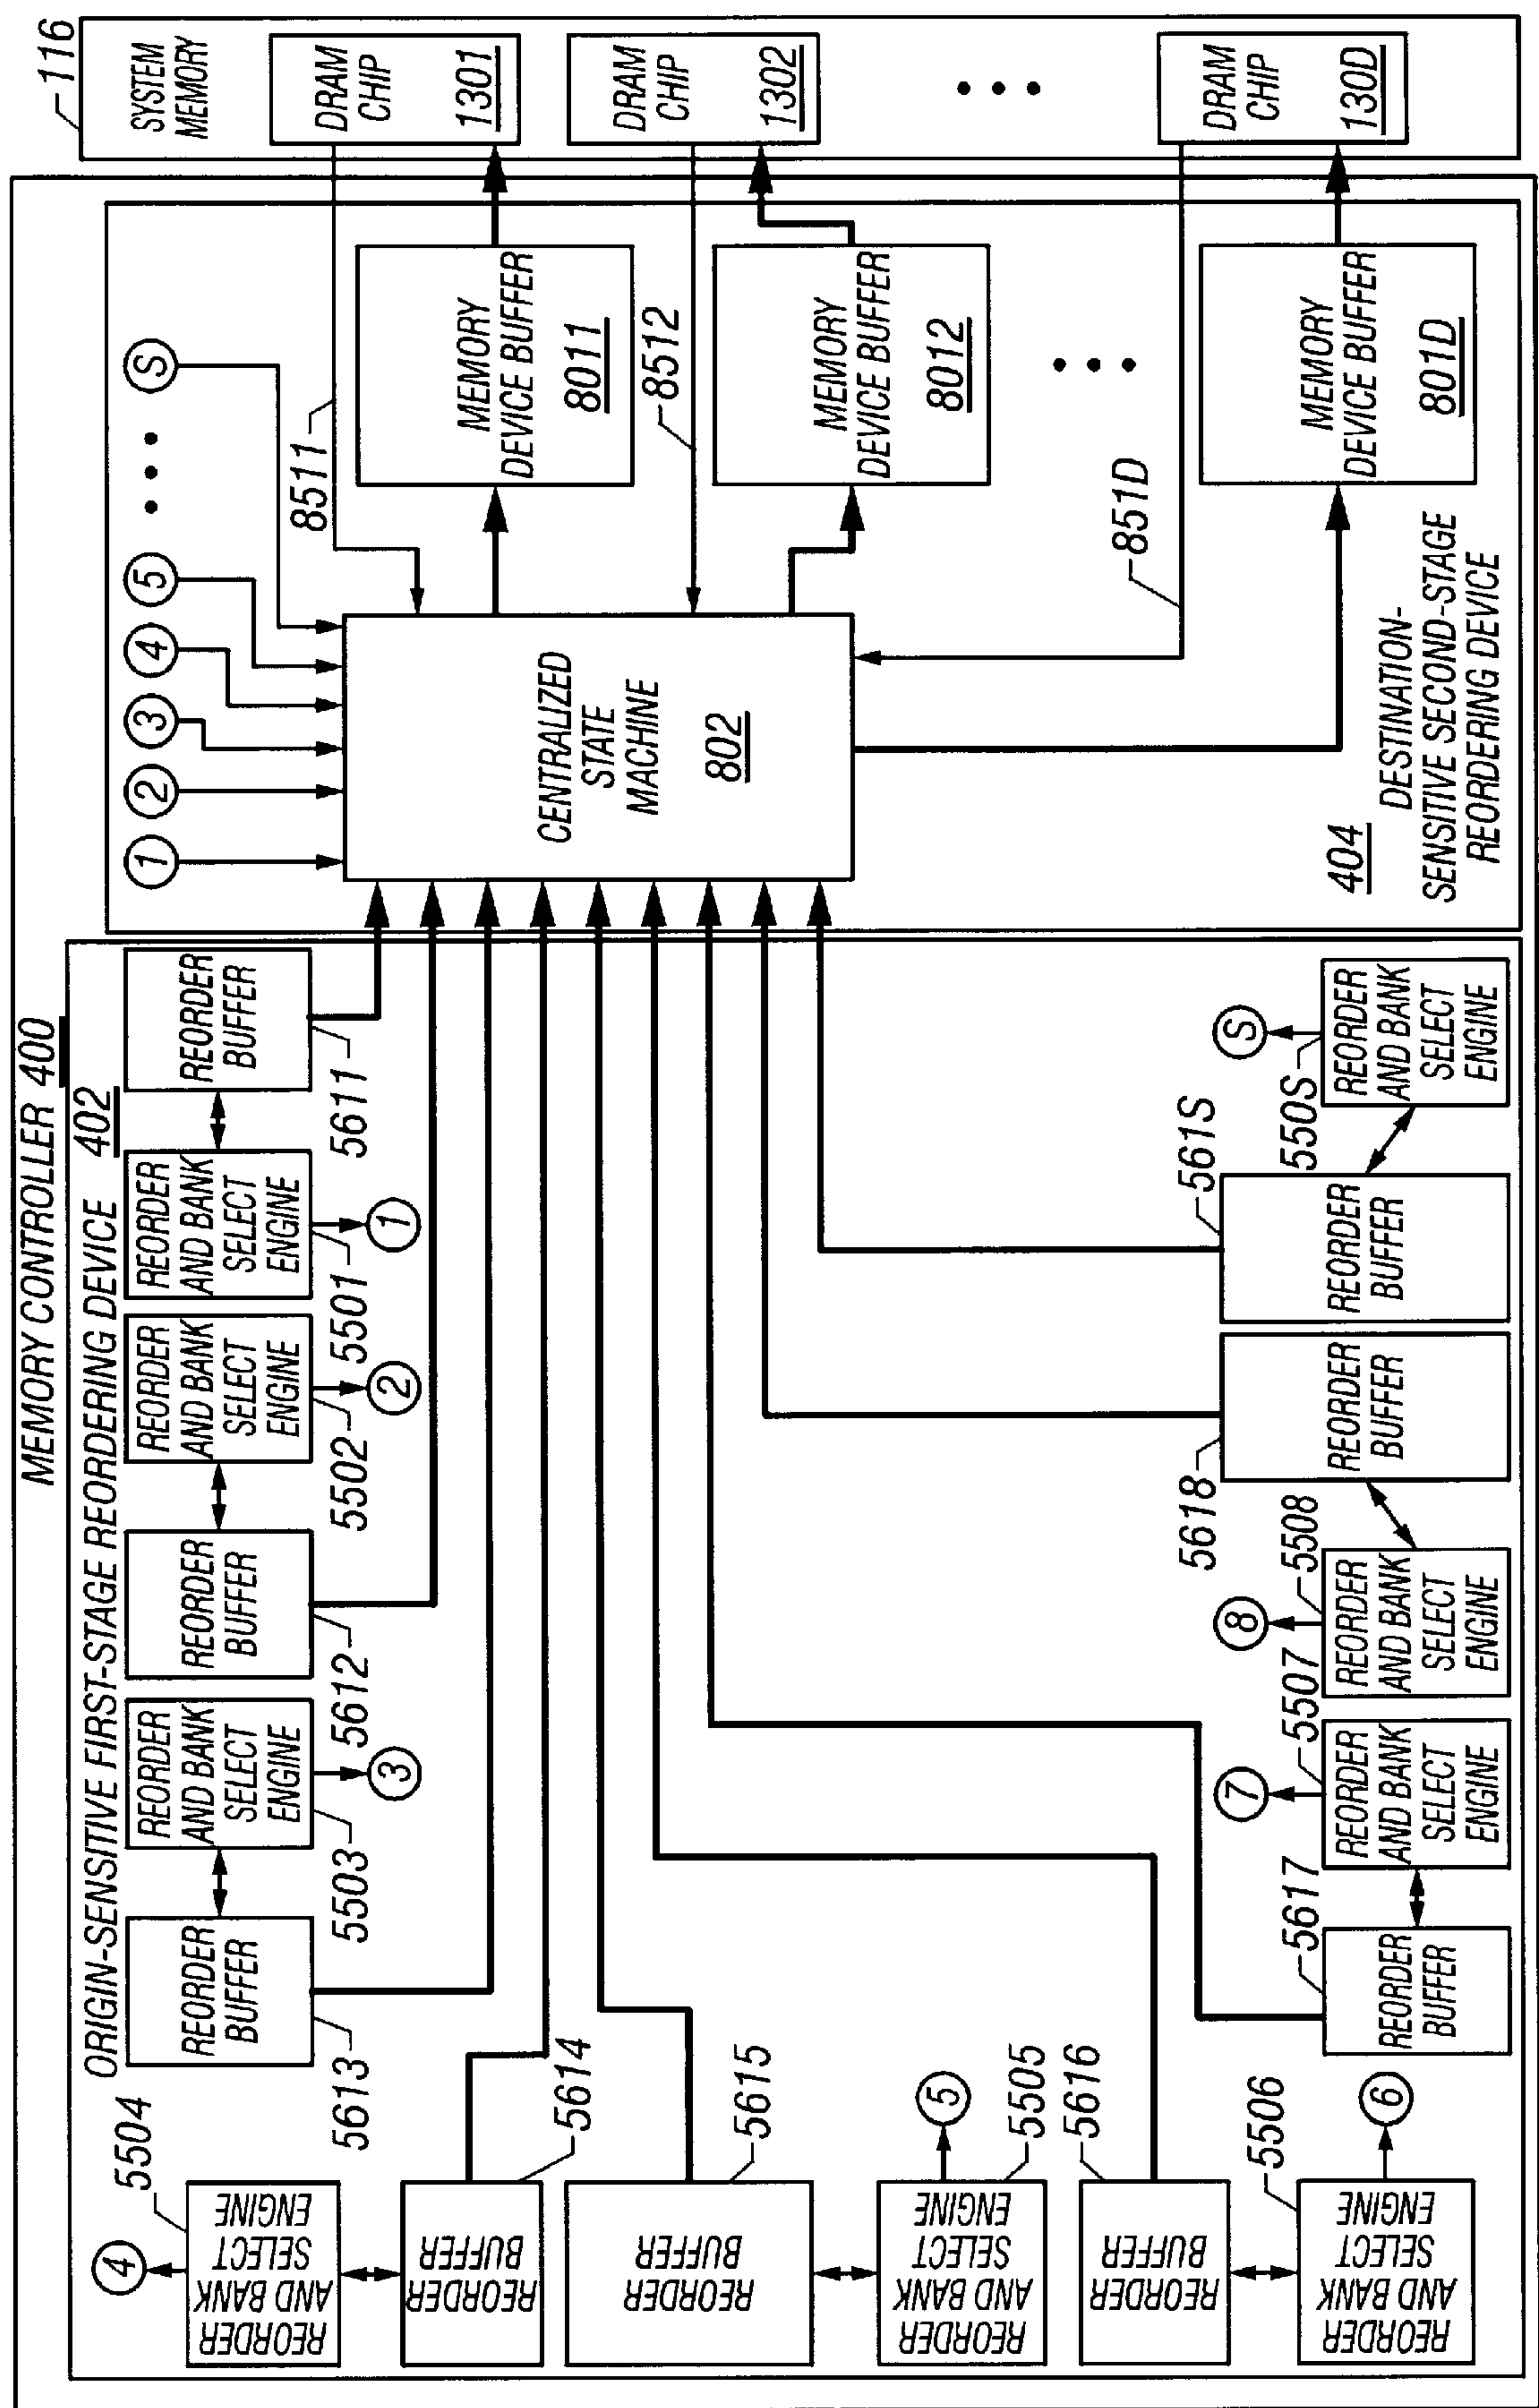 MEMORY CONTROLLER 400
ORIGIN-SENSITIVE FIRST-STAGE REORDERING DEVICE 402
5504
4
REORDER
AND BANK
SELECT
ENGINE
REORDER
BUFFER
5614
REORDER
BUFFER
5615
REORDER
AND BANK
SELECT
ENGINE
5
5505
REORDER
BUFFER
5616
REORDER
AND BANK
SELECT
ENGINE
5506
6
REORDER
BUFFER
5613
REORDER
AND BANK
SELECT
ENGINE
5503
3
REORDER
BUFFER
5612
REORDER
AND BANK
SELECT
ENGINE
5502
2
REORDER
AND BANK
SELECT
ENGINE
5501
1
REORDER
BUFFER
5611
REORDER
BUFFER
5617
REORDER
AND BANK
SELECT
ENGINE
5507
7
REORDER
AND BANK
SELECT
ENGINE
5508
8
REORDER
BUFFER
5618
REORDER
BUFFER
561S
REORDER
AND BANK
SELECT
ENGINE
550S
S
1
2
3
4
5
• • •
S
CENTRALIZED
STATE
MACHINE
802
404
DESTINATION-
SENSITIVE SECOND-STAGE
REORDERING DEVICE
8511
MEMORY
DEVICE BUFFER
8011
8512
MEMORY
DEVICE BUFFER
8012
• • •
851D
MEMORY
DEVICE BUFFER
801D
116
SYSTEM
MEMORY
DRAM
CHIP
1301
DRAM
CHIP
1302
• • •
DRAM
CHIP
130D